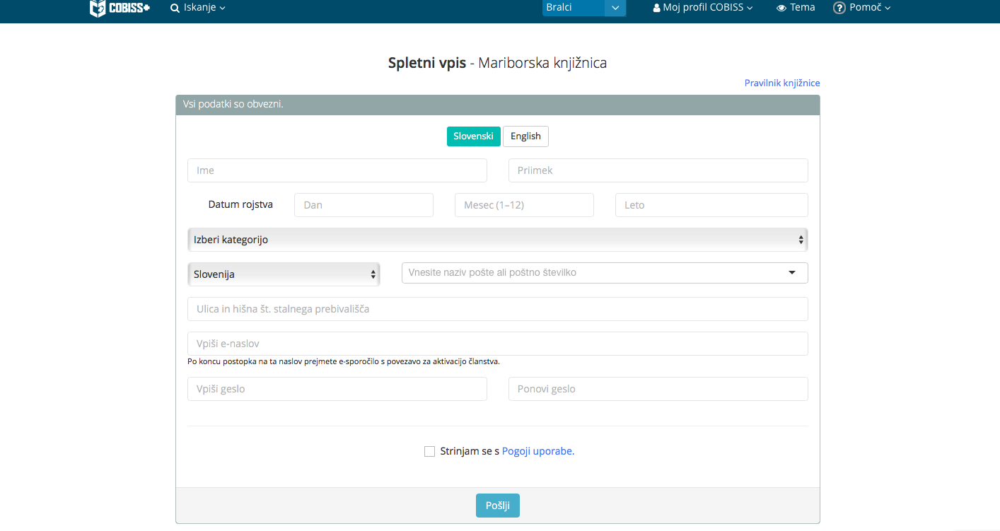 COBISS+ Iskanje Bralci Moj profil COBISS Tema ? Pomoč
Spletni vpis - Mariborska knjižnica
Pravilnik knjižnice
Vsi podatki so obvezni.
Slovenski English
Ime Priimek
Datum rojstva Dan Mesec (1–12) Leto
Izberi kategorijo
Slovenija Vnesite naziv pošte ali poštno številko
Ulica in hišna št. stalnega prebivališča
Vpiši e-naslov
Po koncu postopka na ta naslov prejmete e-sporočilo s povezavo za aktivacijo članstva.
Vpiši geslo Ponovi geslo
Strinjam se s Pogoji uporabe.
Pošlji